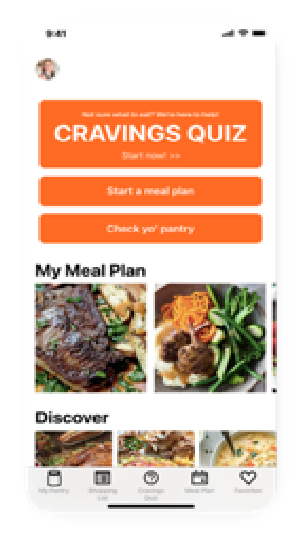 9:41
Not sure what to eat? We're here to help!
CRAVINGS QUIZ
Start now! >>
Start a meal plan
Check yo' pantry
My Meal Plan
Discover
My Pantry
Shopping List
Cravings Quiz
Meal Plan
Favorites